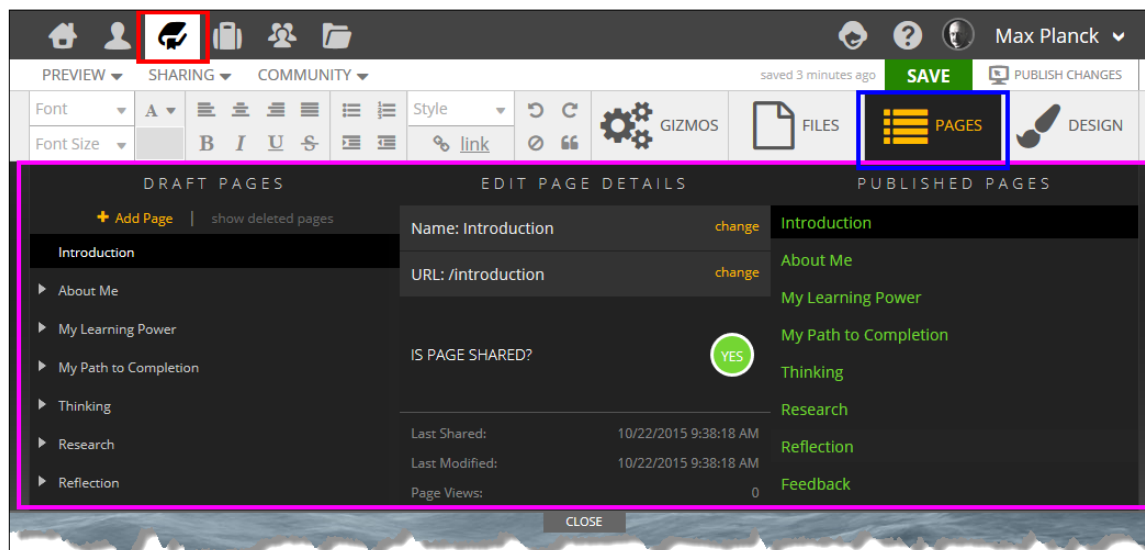 Max Planck
PREVIEW SHARING COMMUNITY saved 3 minutes ago SAVE PUBLISH CHANGES
Font A Style
Font Size B I U S link
GIZMOS FILES PAGES DESIGN
DRAFT PAGES
+ Add Page | show deleted pages
Introduction
About Me
My Learning Power
My Path to Completion
Thinking
Research
Reflection
EDIT PAGE DETAILS
Name: Introduction change
URL: /introduction change
IS PAGE SHARED? YES
Last Shared: 10/22/2015 9:38:18 AM
Last Modified: 10/22/2015 9:38:18 AM
Page Views: 0
PUBLISHED PAGES
Introduction
About Me
My Learning Power
My Path to Completion
Thinking
Research
Reflection
Feedback
CLOSE